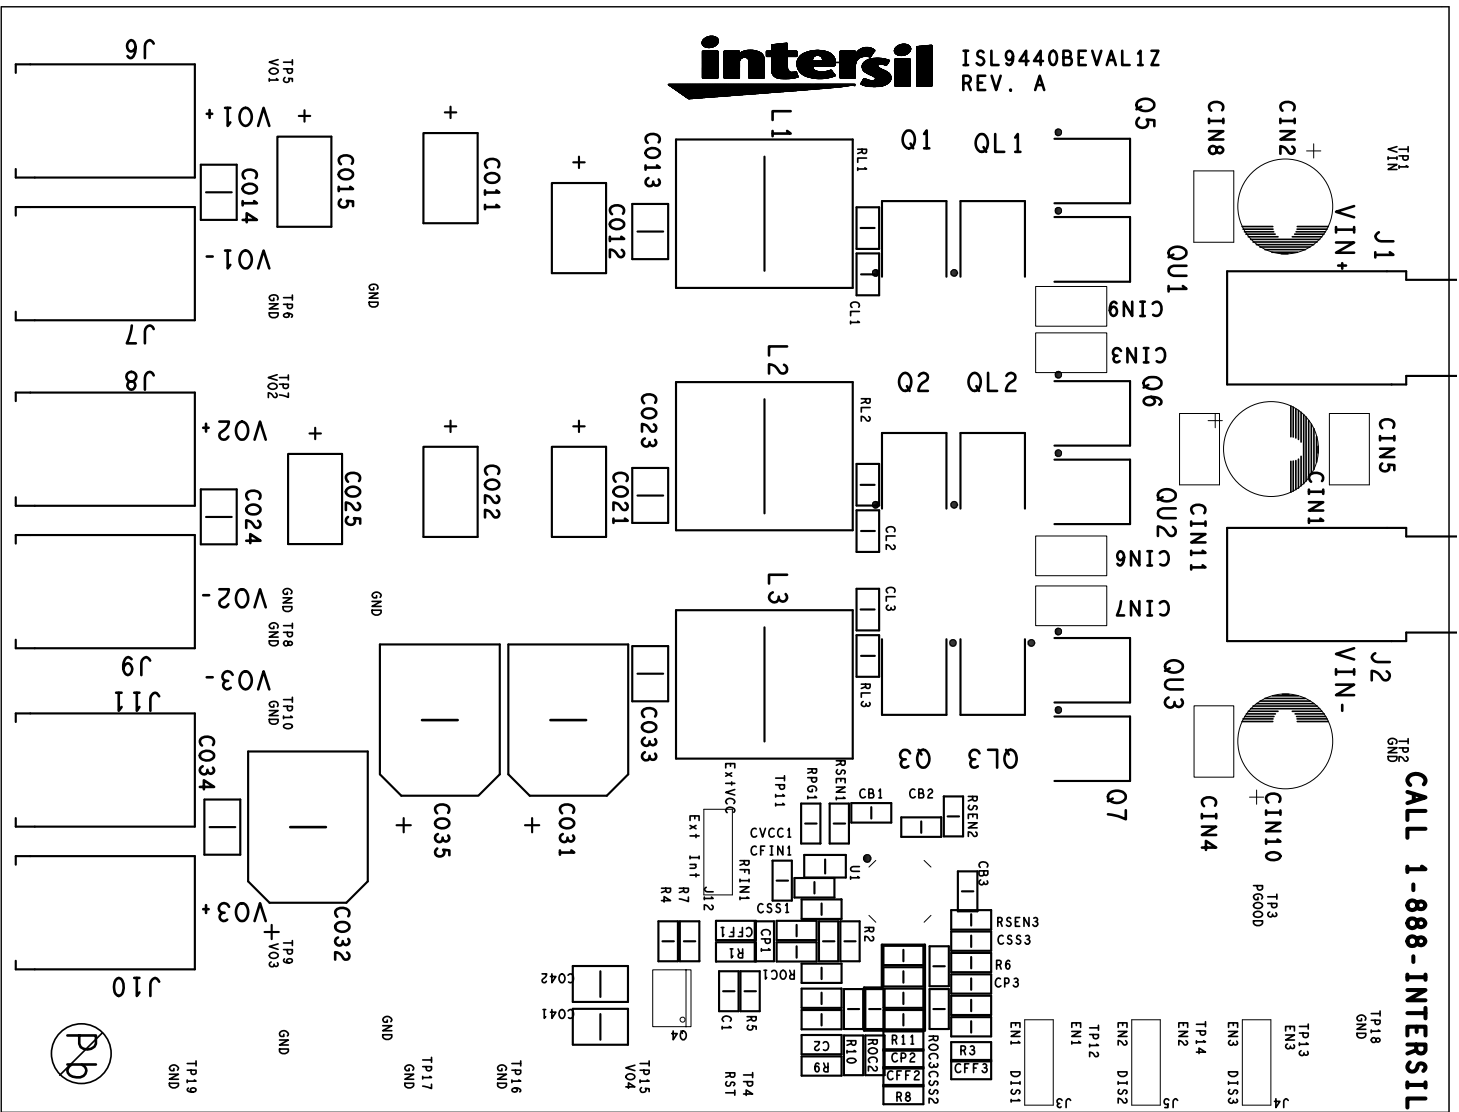 intersil
ISL9440BEVAL1Z
REV. A
J6
TP5
VO1
VO1+
+
CO14
CO15
+
CO11
+
CO12
CO13
L1
RL1
CL1
Q1
QL1
Q5
QU1
CIN8
CIN2
+
TP1
VIN
VIN+
J1
VO1-
J7
TP6
GND
GND
CIN9
CIN3
J8
TP7
VO2
VO2+
+
CO24
CO25
+
CO22
+
CO21
CO23
L2
RL2
CL2
Q2
QL2
Q6
QU2
CIN11
+
CIN1
CIN5
CIN6
CIN7
VO2-
GND
TP8
GND
GND
J9
L3
CL3
RL3
QU3
J2
VIN-
VO3-
J11
TP10
GND
CO34
CO33
Q3
QL3
Q7
CIN4
+
CIN10
TP2
GND
CALL 1-888-INTERSIL
+
CO35
+
CO31
ExtVCC
Ext Int
J12
RFIN1
TP11
RPG1
RSEN1
CB1
CB2
RSEN2
CVCC1
CFIN1
U1
CB3
VO3+
+
CO32
TP9
VO3
J10
R4
R7
CSS1
CFF1
R1
CP1
R2
ROC1
RSEN3
CSS3
R6
CP3
TP3
PGOOD
CO42
CO41
Q4
C1
R5
C2
R9
R10
ROC2
R11
CP2
CFF2
R8
ROC3
CSS2
R3
CFF3
Pb
TP19
GND
GND
GND
TP17
GND
TP16
GND
TP15
VO4
TP4
RST
EN1
DIS1
J3
TP12
EN1
EN2
DIS2
J5
TP14
EN2
EN3
DIS3
J4
TP13
EN3
TP18
GND